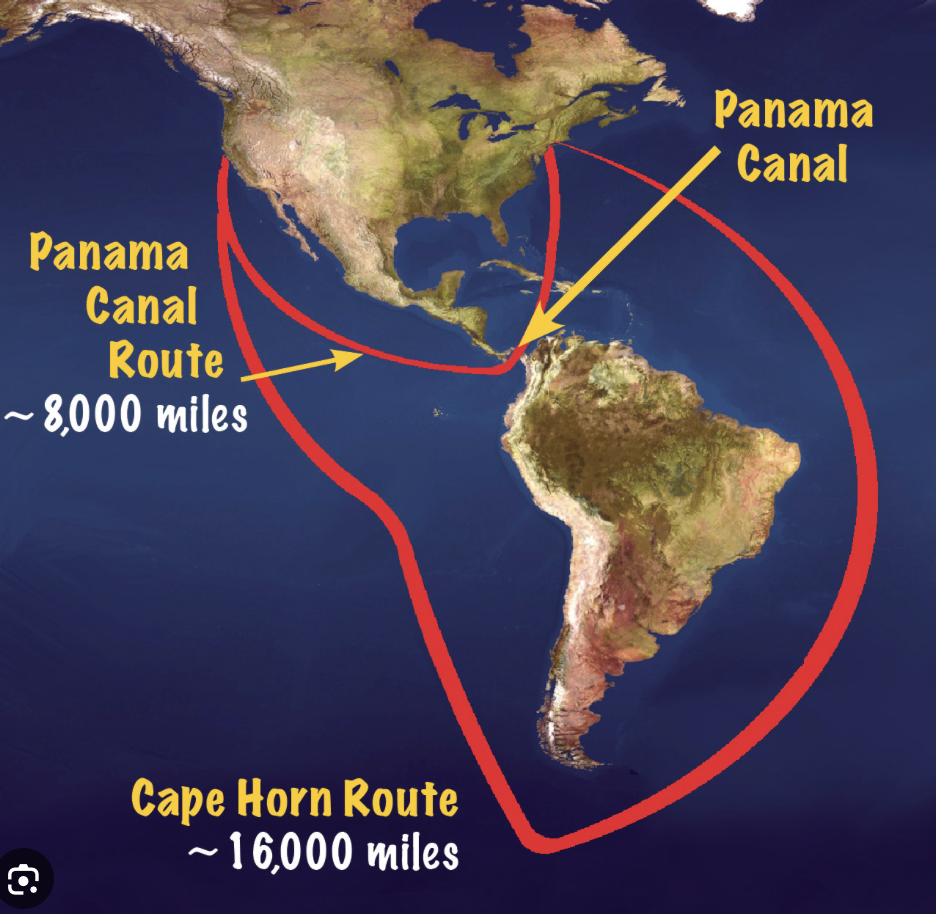 Panama
Canal
Panama
Canal
Route
~ 8,000 miles
Cape Horn Route
~ 16,000 miles